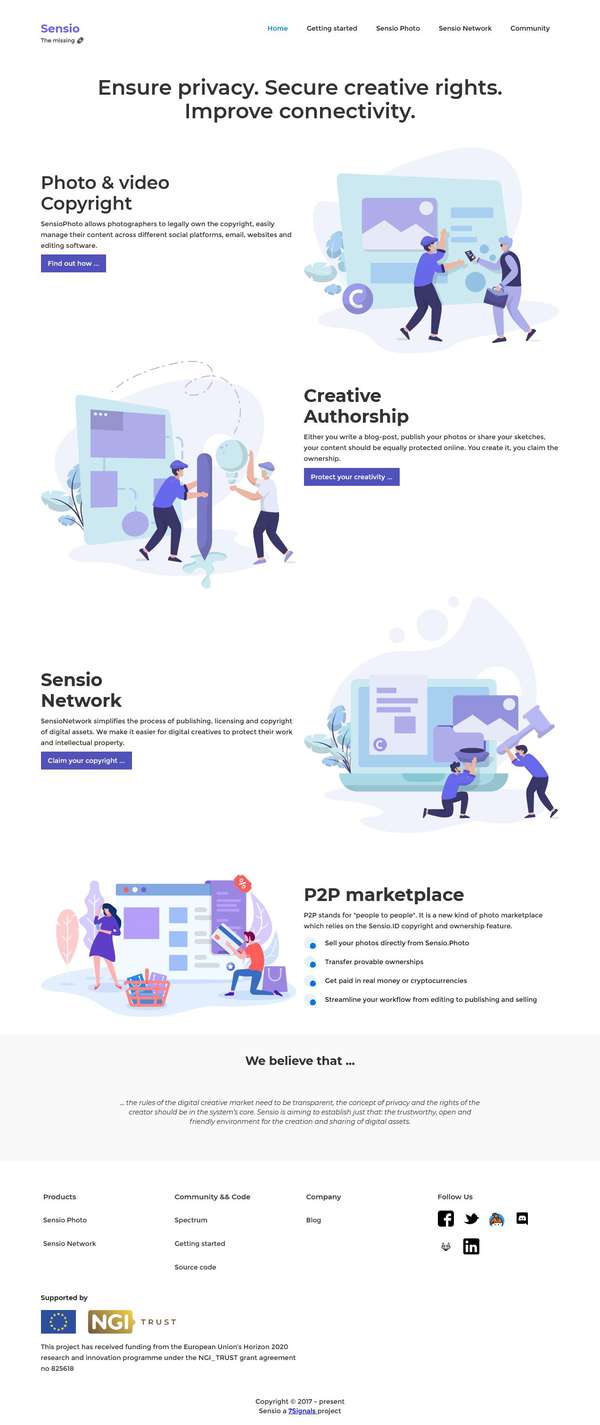 Sensio
The missing
Home
Getting started
Sensio Photo
Sensio Network
Community
Ensure privacy. Secure creative rights.
Improve connectivity.
Photo & video
Copyright
SensioPhoto allows photographers to legally own the copyright, easily
manage their content across different social platforms, email, websites and
editing software.
Find out how ...
Creative
Authorship
Either you write a blog-post, publish your photos or share your sketches,
your content should be equally protected online. You create it, you claim the
ownership.
Protect your creativity ...
Sensio
Network
SensioNetwork simplifies the process of publishing, licensing and copyright
of digital assets. We make it easier for digital creatives to protect their work
and intellectual property.
Claim your copyright ...
P2P marketplace
P2P stands for "people to people". It is a new kind of photo marketplace
which relies on the Sensio.ID copyright and ownership feature.
Sell your photos directly from Sensio.Photo
Transfer provable ownerships
Get paid in real money or cryptocurrencies
Streamline your workflow from editing to publishing and selling
We believe that ...
... the rules of the digital creative market need to be transparent, the concept of privacy and the rights of the
creator should be in the system's core. Sensio is aiming to establish just that: the trustworthy, open and
friendly environment for the creation and sharing of digital assets.
Products
Sensio Photo
Sensio Network
Community && Code
Spectrum
Getting started
Source code
Company
Blog
Follow Us
Supported by
NGI TRUST
This project has received funding from the European Union's Horizon 2020
research and innovation programme under the NGI_TRUST grant agreement
no 825618
Copyright © 2017 - present
Sensio a 7Signals project